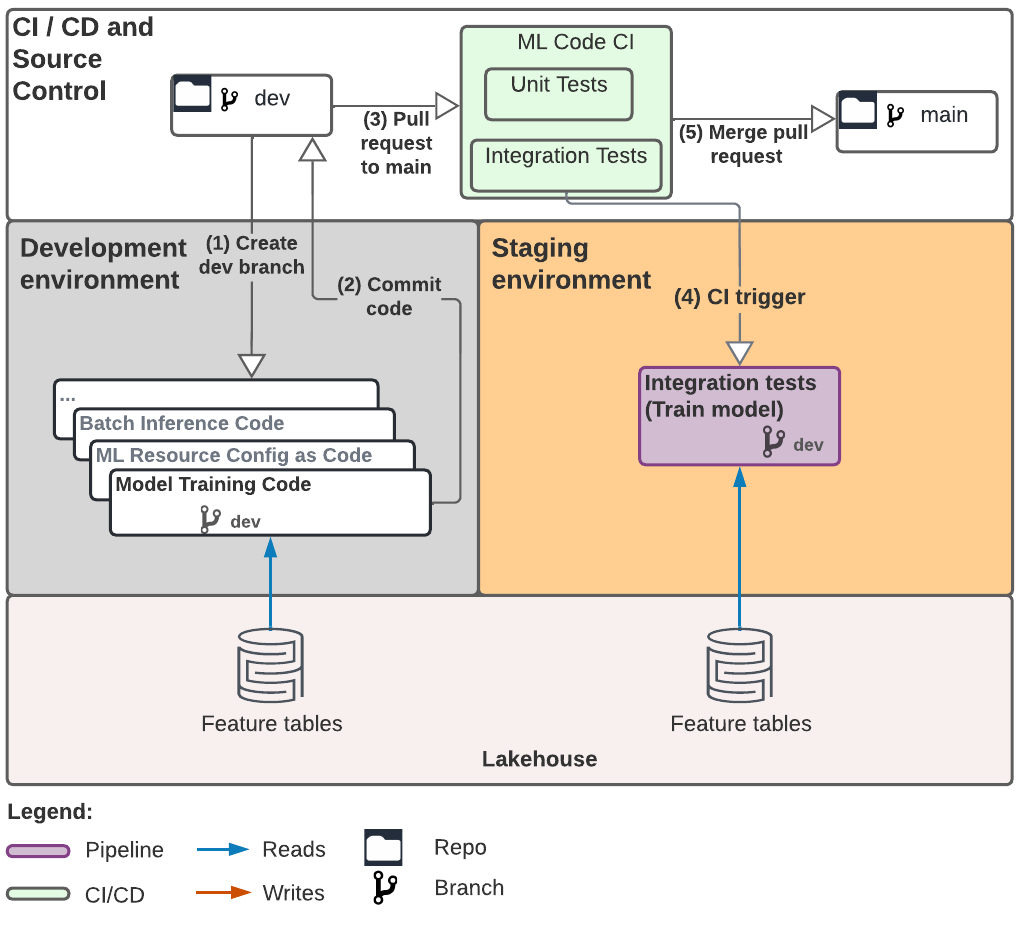 CI / CD and
Source
Control
dev
(3) Pull
request
to main
ML Code CI
Unit Tests
Integration Tests
(5) Merge pull
request
main
Development
environment
(1) Create
dev branch
(2) Commit
code
...
Batch Inference Code
ML Resource Config as Code
Model Training Code
dev
Staging
environment
(4) CI trigger
Integration tests
(Train model)
dev
Feature tables
Feature tables
Lakehouse
Legend:
Pipeline
Reads
Repo
CI/CD
Writes
Branch